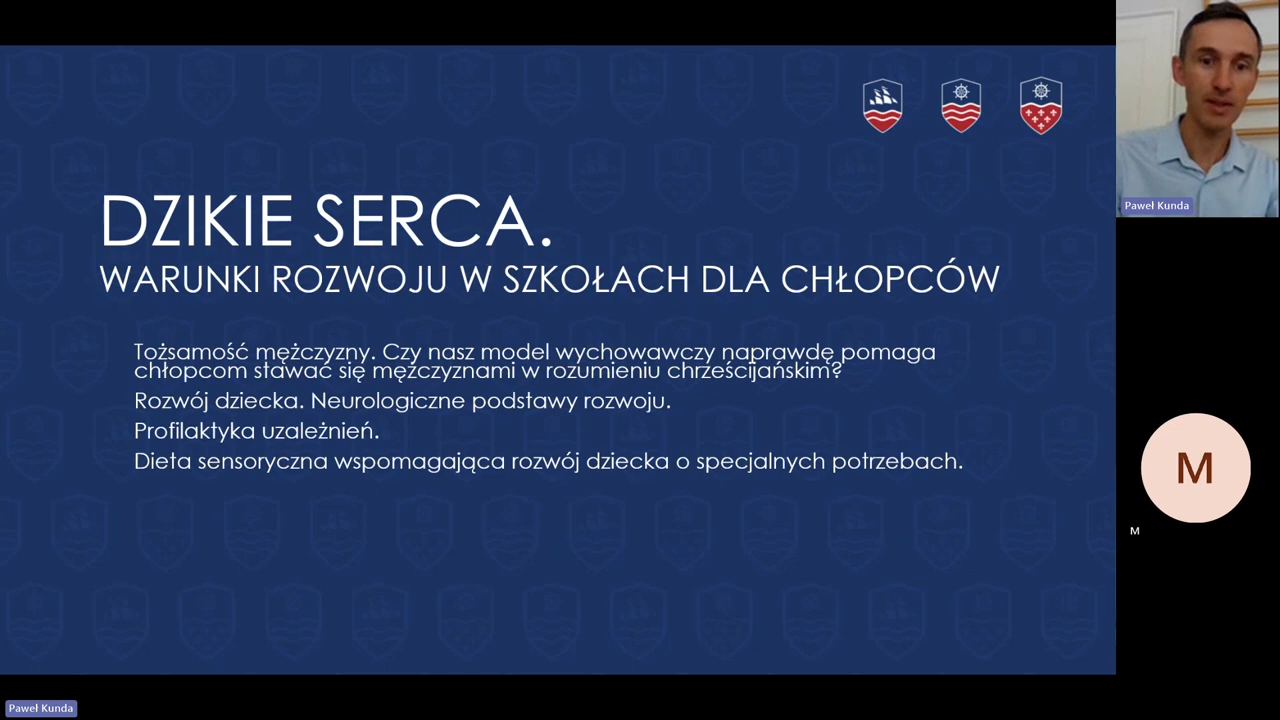 DZIKIE SERCA.
WARUNKI ROZWOJU W SZKOŁACH DLA CHŁOPCÓW
Tożsamość mężczyzny. Czy nasz model wychowawczy naprawdę pomaga
chłopcom stawać się mężczyznami w rozumieniu chrześcijańskim?
Rozwój dziecka. Neurologiczne podstawy rozwoju.
Profilaktyka uzależnień.
Dieta sensoryczna wspomagająca rozwój dziecka o specjalnych potrzebach.
Paweł Kunda
M
M
Paweł Kunda